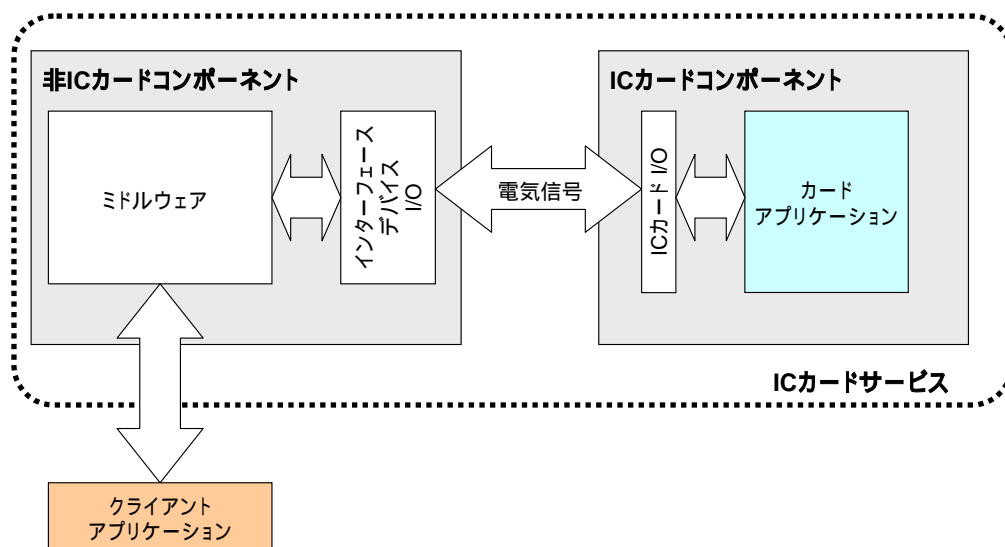 非ICカードコンポーネント
ミドルウェア
インターフェース
デバイス
I/O
電気信号
ICカードコンポーネント
ICカード I/O
カード
アプリケーション
ICカードサービス
クライアント
アプリケーション